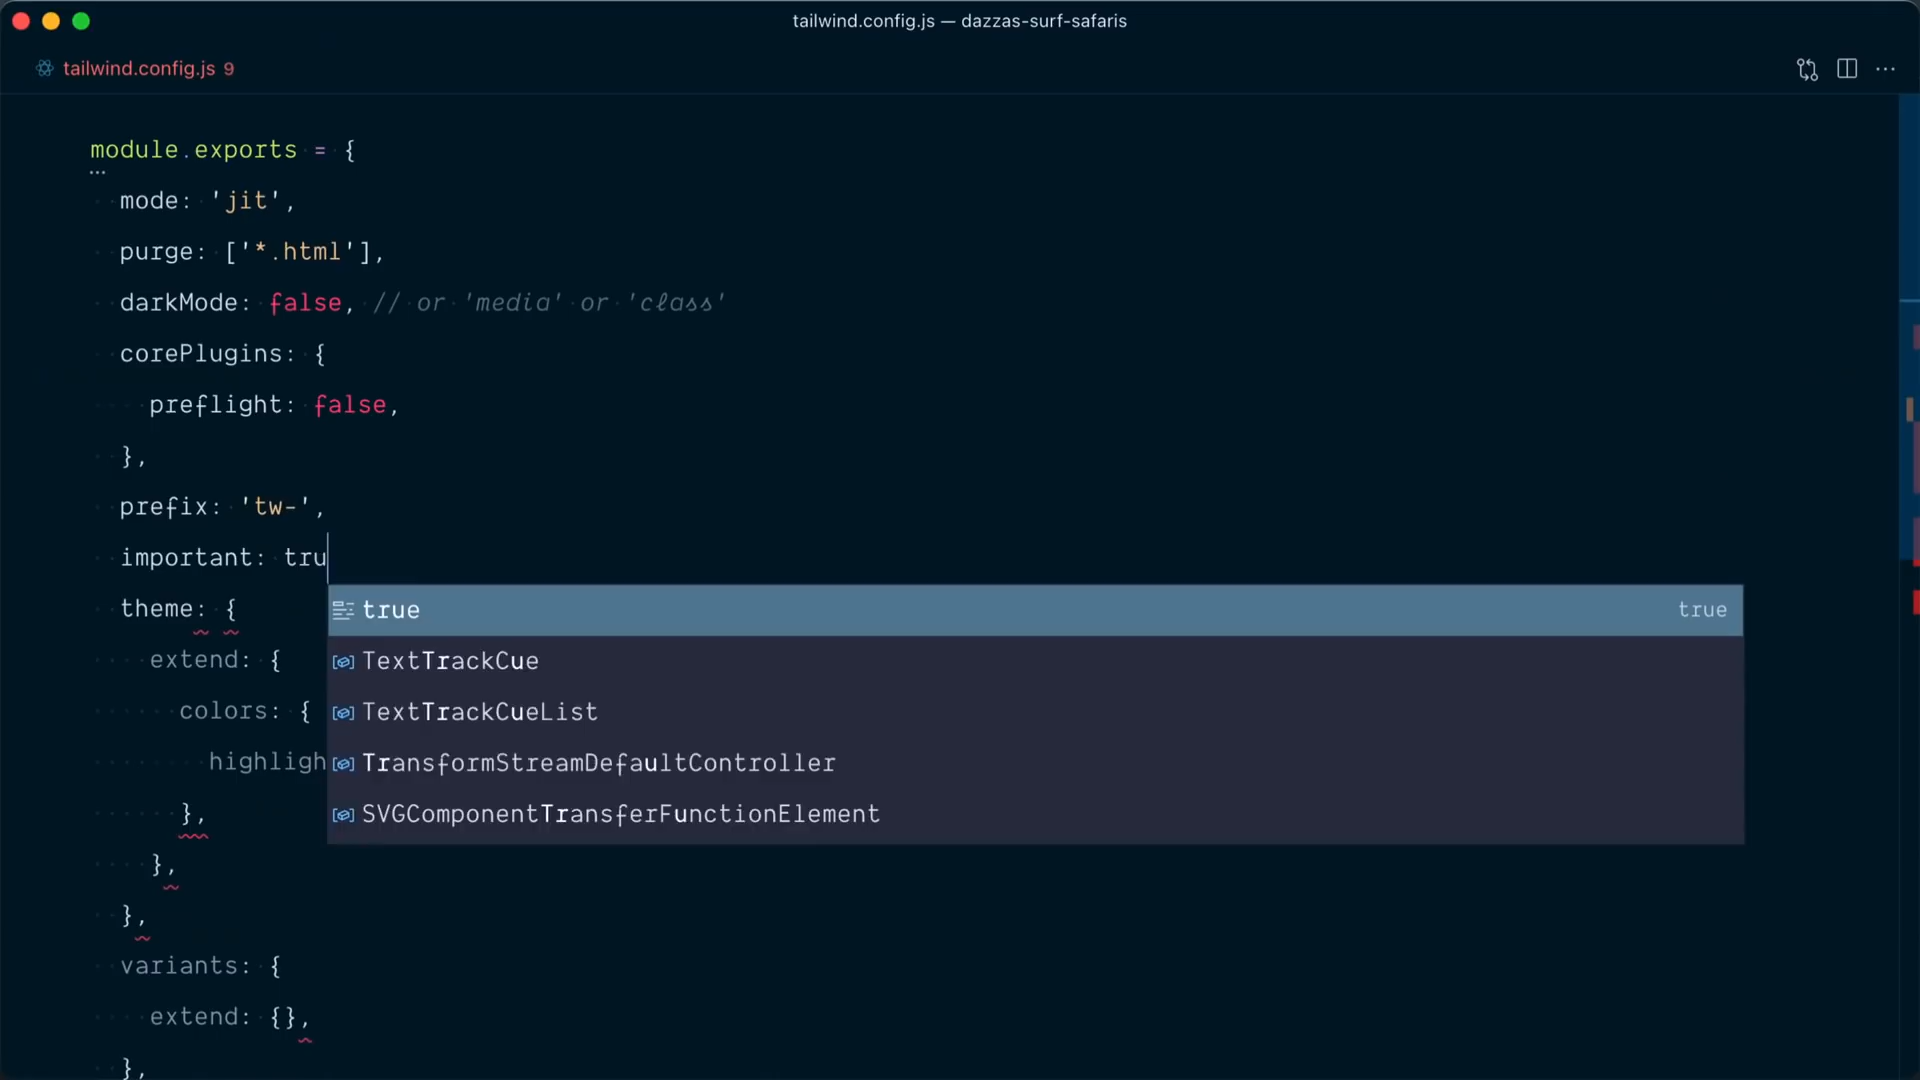 tailwind.config.js — dazzas-surf-safaris
tailwind.config.js 9
module.exports = {
mode: 'jit',
purge: ['*.html'],
darkMode: false, // or 'media' or 'class'
corePlugins: {
preflight: false,
},
prefix: 'tw-',
important: tru
theme: {
true true
extend: {
TextTrackCue
colors: {
TextTrackCueList
highligh
TransformStreamDefaultController
},
SVGComponentTransferFunctionElement
},
},
variants: {
extend: {},
},